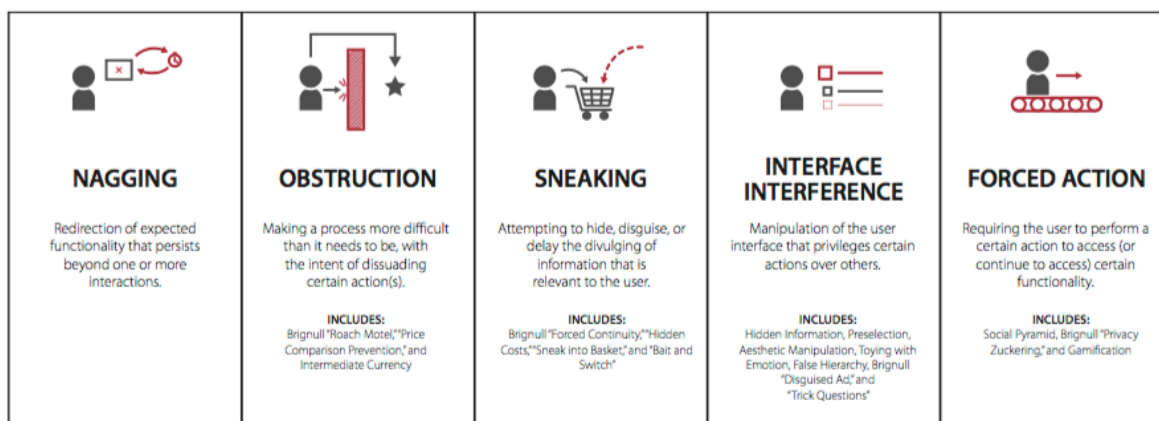 NAGGING
Redirection of expected
functionality that persists
beyond one or more
interactions.
OBSTRUCTION
Making a process more difficult
than it needs to be, with
the intent of dissuading
certain action(s).
INCLUDES:
Brignull "Roach Motel," "Price
Comparison Prevention," and
Intermediate Currency
SNEAKING
Attempting to hide, disguise, or
delay the divulging of
information that is
relevant to the user.
INCLUDES:
Brignull "Forced Continuity," "Hidden
Costs," "Sneak into Basket," and "Bait and
Switch"
INTERFACE
INTERFERENCE
Manipulation of the user
interface that privileges certain
actions over others.
INCLUDES:
Hidden Information, Preselection,
Aesthetic Manipulation, Toying with
Emotion, False Hierarchy, Brignull
"Disguised Ad," and
"Trick Questions"
FORCED ACTION
Requiring the user to perform a
certain action to access (or
continue to access) certain
functionality.
INCLUDES:
Social Pyramid, Brignull "Privacy
Zuckering," and Gamification